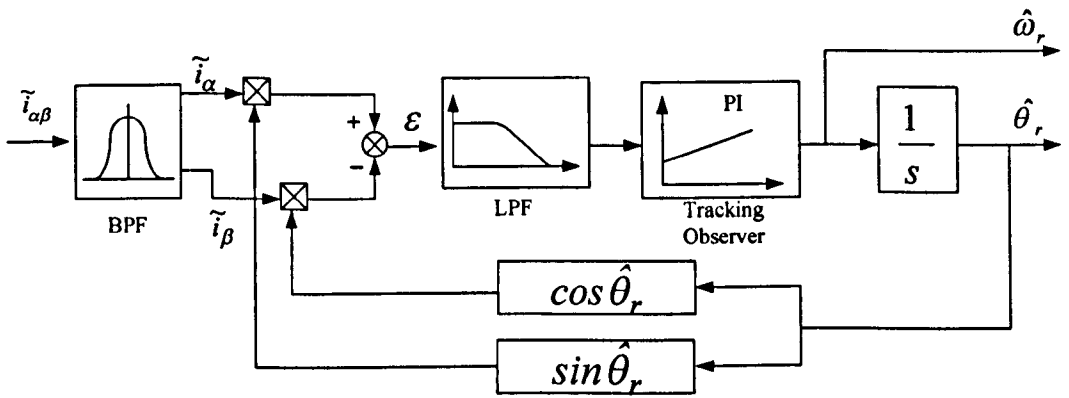 ω̂_r
ĩ_α
ĩ_αβ
+
−
ε
PI
1
s
θ̂_r
BPF
ĩ_β
LPF
Tracking
Observer
cos θ̂_r
sin θ̂_r